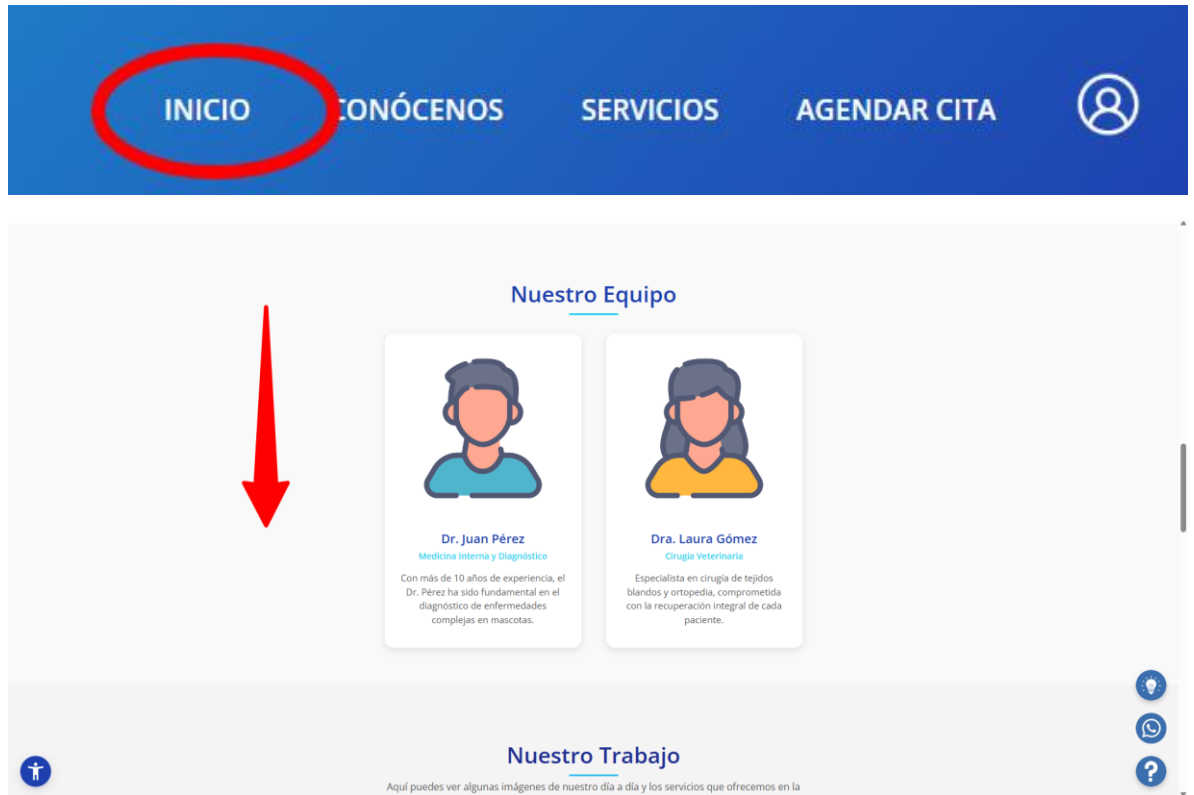 INICIO
CONÓCENOS
SERVICIOS
AGENDAR CITA
Nuestro Equipo
Dr. Juan Pérez
Medicina Interna y Diagnóstico
Con más de 10 años de experiencia, el
Dr. Pérez ha sido fundamental en el
diagnóstico de enfermedades
complejas en mascotas.
Dra. Laura Gómez
Cirugía Veterinaria
Especialista en cirugía de tejidos
blandos y ortopedia, comprometida
con la recuperación integral de cada
paciente.
Nuestro Trabajo
Aquí puedes ver algunas imágenes de nuestro día a día y los servicios que ofrecemos en la
?